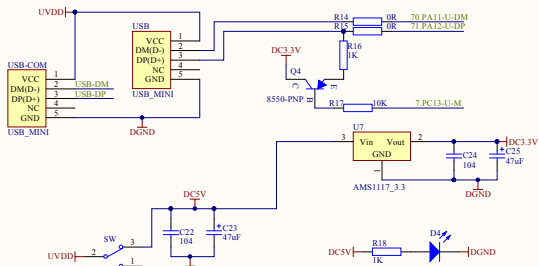 UVDD
USB
VCC 1
DM(D-) 2
DP(D+) 3
NC 4
GND 5
USB_MINI
USB-COM
VCC 1
DM(D-) 2 USB-DM
DP(D+) 3 USB-DP
NC 4
GND 5
USB_MINI
DGND
R14 0R 70.PA11-U-DM
R15 0R 71.PA12-U-DP
DC3.3V
R16
1K
Q4
C
E
8550-PNP B
R17 10K 7.PC13-U-M
U7
3 Vin Vout 2
GND
1
AMS1117_3.3
DC3.3V
C24
104
C25
47uF
DGND
DC5V
SW
3
UVDD 2
1
C22
104
C23
47uF
DC5V
R18
1K
D4
DGND